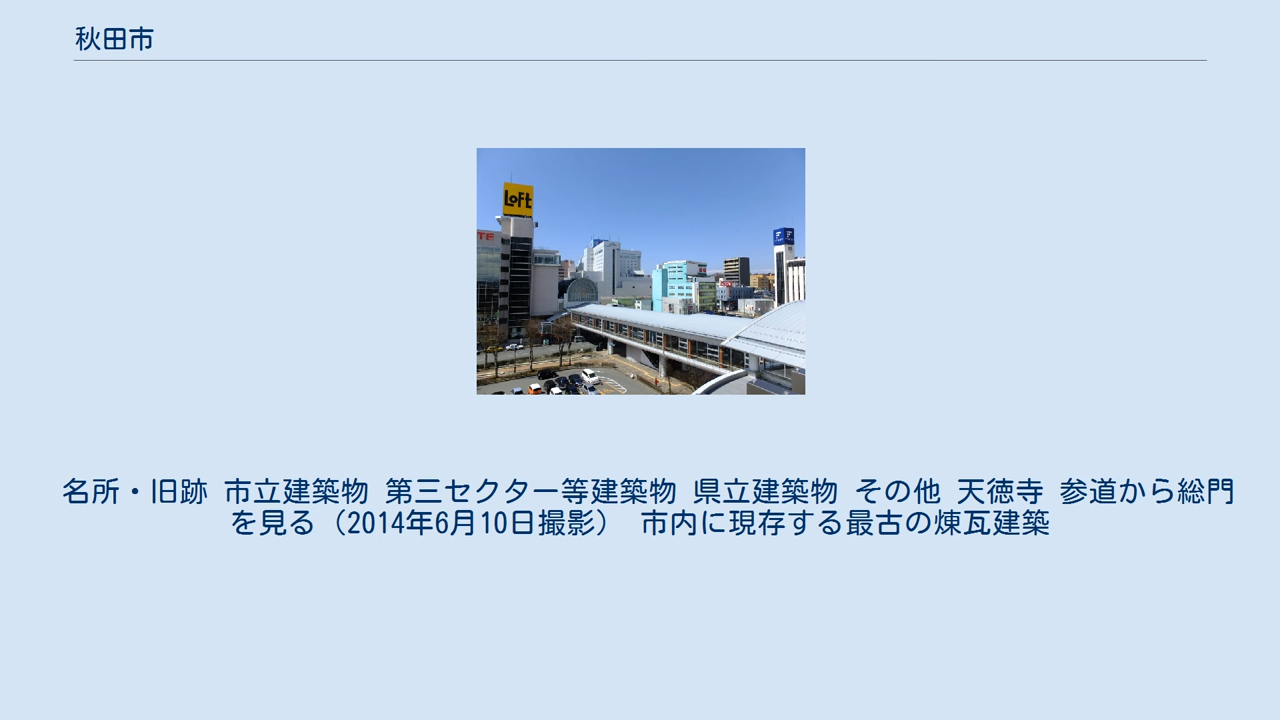 秋田市
LOFT
TE
名所・旧跡 市立建築物 第三セクター等建築物 県立建築物 その他 天徳寺 参道から総門
を見る（2014年6月10日撮影） 市内に現存する最古の煉瓦建築